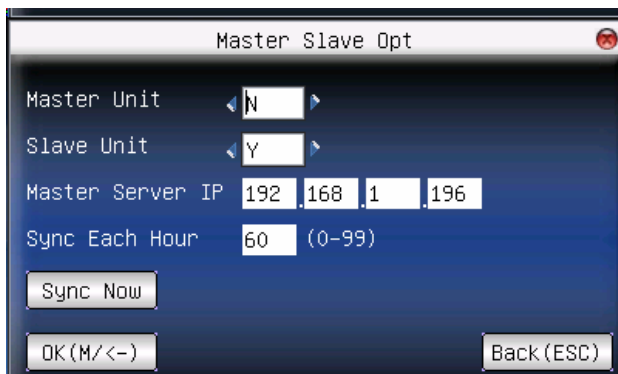 Master Slave Opt
Master Unit N
Slave Unit Y
Master Server IP 192.168.1.196
Sync Each Hour 60 (0-99)
Sync Now
OK(M/<-) Back(ESC)